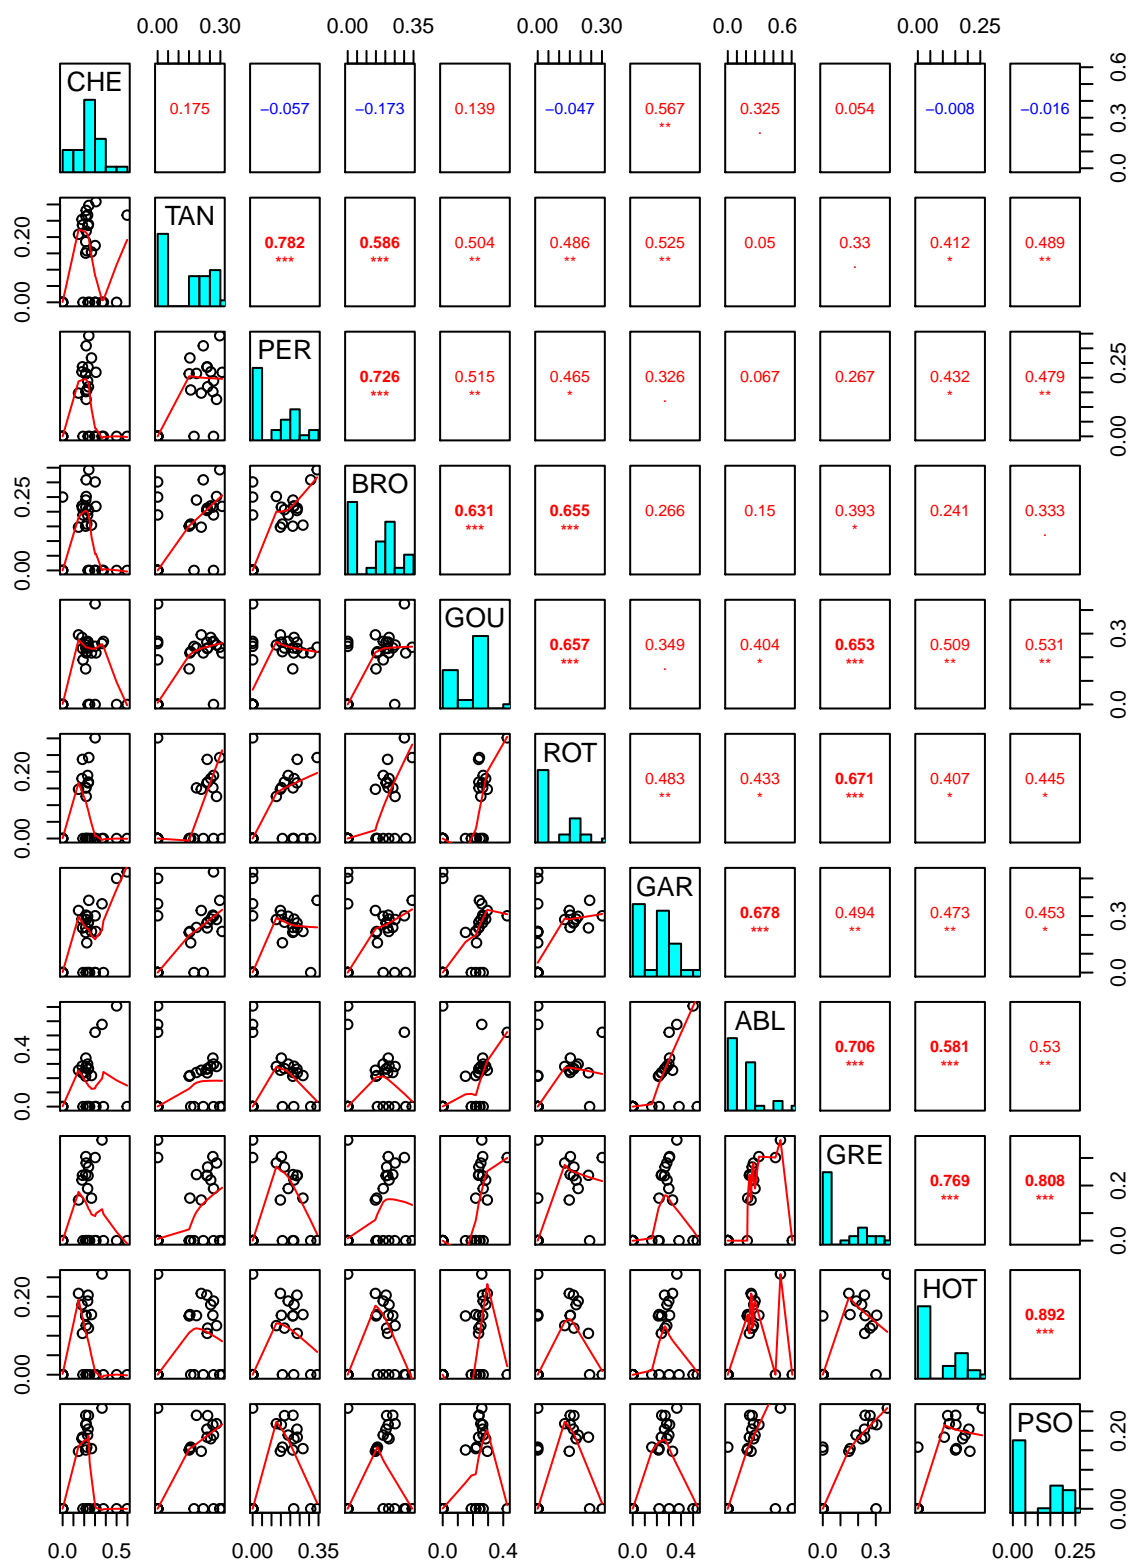 0.00 0.30 0.00 0.35 0.00 0.30 0.0 0.6 0.00 0.25
CHE 0.175 −0.057 −0.173 0.139 −0.047 0.567 0.325 0.054 −0.008 −0.016 0.0 0.3 0.6
** .
0.00 0.20 TAN 0.782 0.586 0.504 0.486 0.525 0.05 0.33 0.412 0.489
*** *** ** ** ** . * **
PER 0.726 0.515 0.465 0.326 0.067 0.267 0.432 0.479 0.00 0.25
*** ** * . * **
0.00 0.25 BRO 0.631 0.655 0.266 0.15 0.393 0.241 0.333
*** *** * .
GOU 0.657 0.349 0.404 0.653 0.509 0.531 0.0 0.3
*** . * *** ** **
0.00 0.20 ROT 0.483 0.433 0.671 0.407 0.445
** * *** * *
GAR 0.678 0.494 0.473 0.453 0.0 0.3
*** ** ** *
0.0 0.4 ABL 0.706 0.581 0.53
*** *** **
GRE 0.769 0.808 0.0 0.2
*** ***
0.00 0.20 HOT 0.892
***
PSO 0.00 0.20
0.0 0.5 0.00 0.35 0.0 0.4 0.0 0.4 0.0 0.3 0.00 0.25